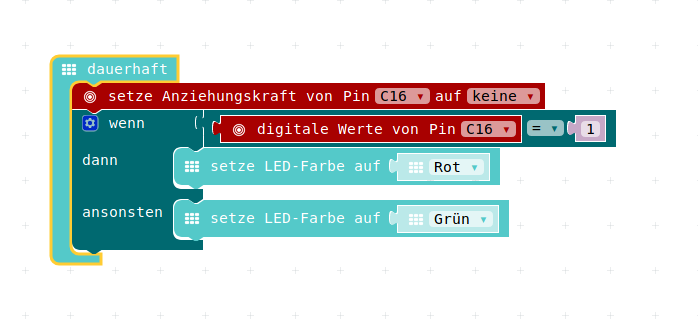 dauerhaft
setze Anziehungskraft von Pin C16 auf keine
wenn digitale Werte von Pin C16 = 1
dann setze LED-Farbe auf Rot
ansonsten setze LED-Farbe auf Grün